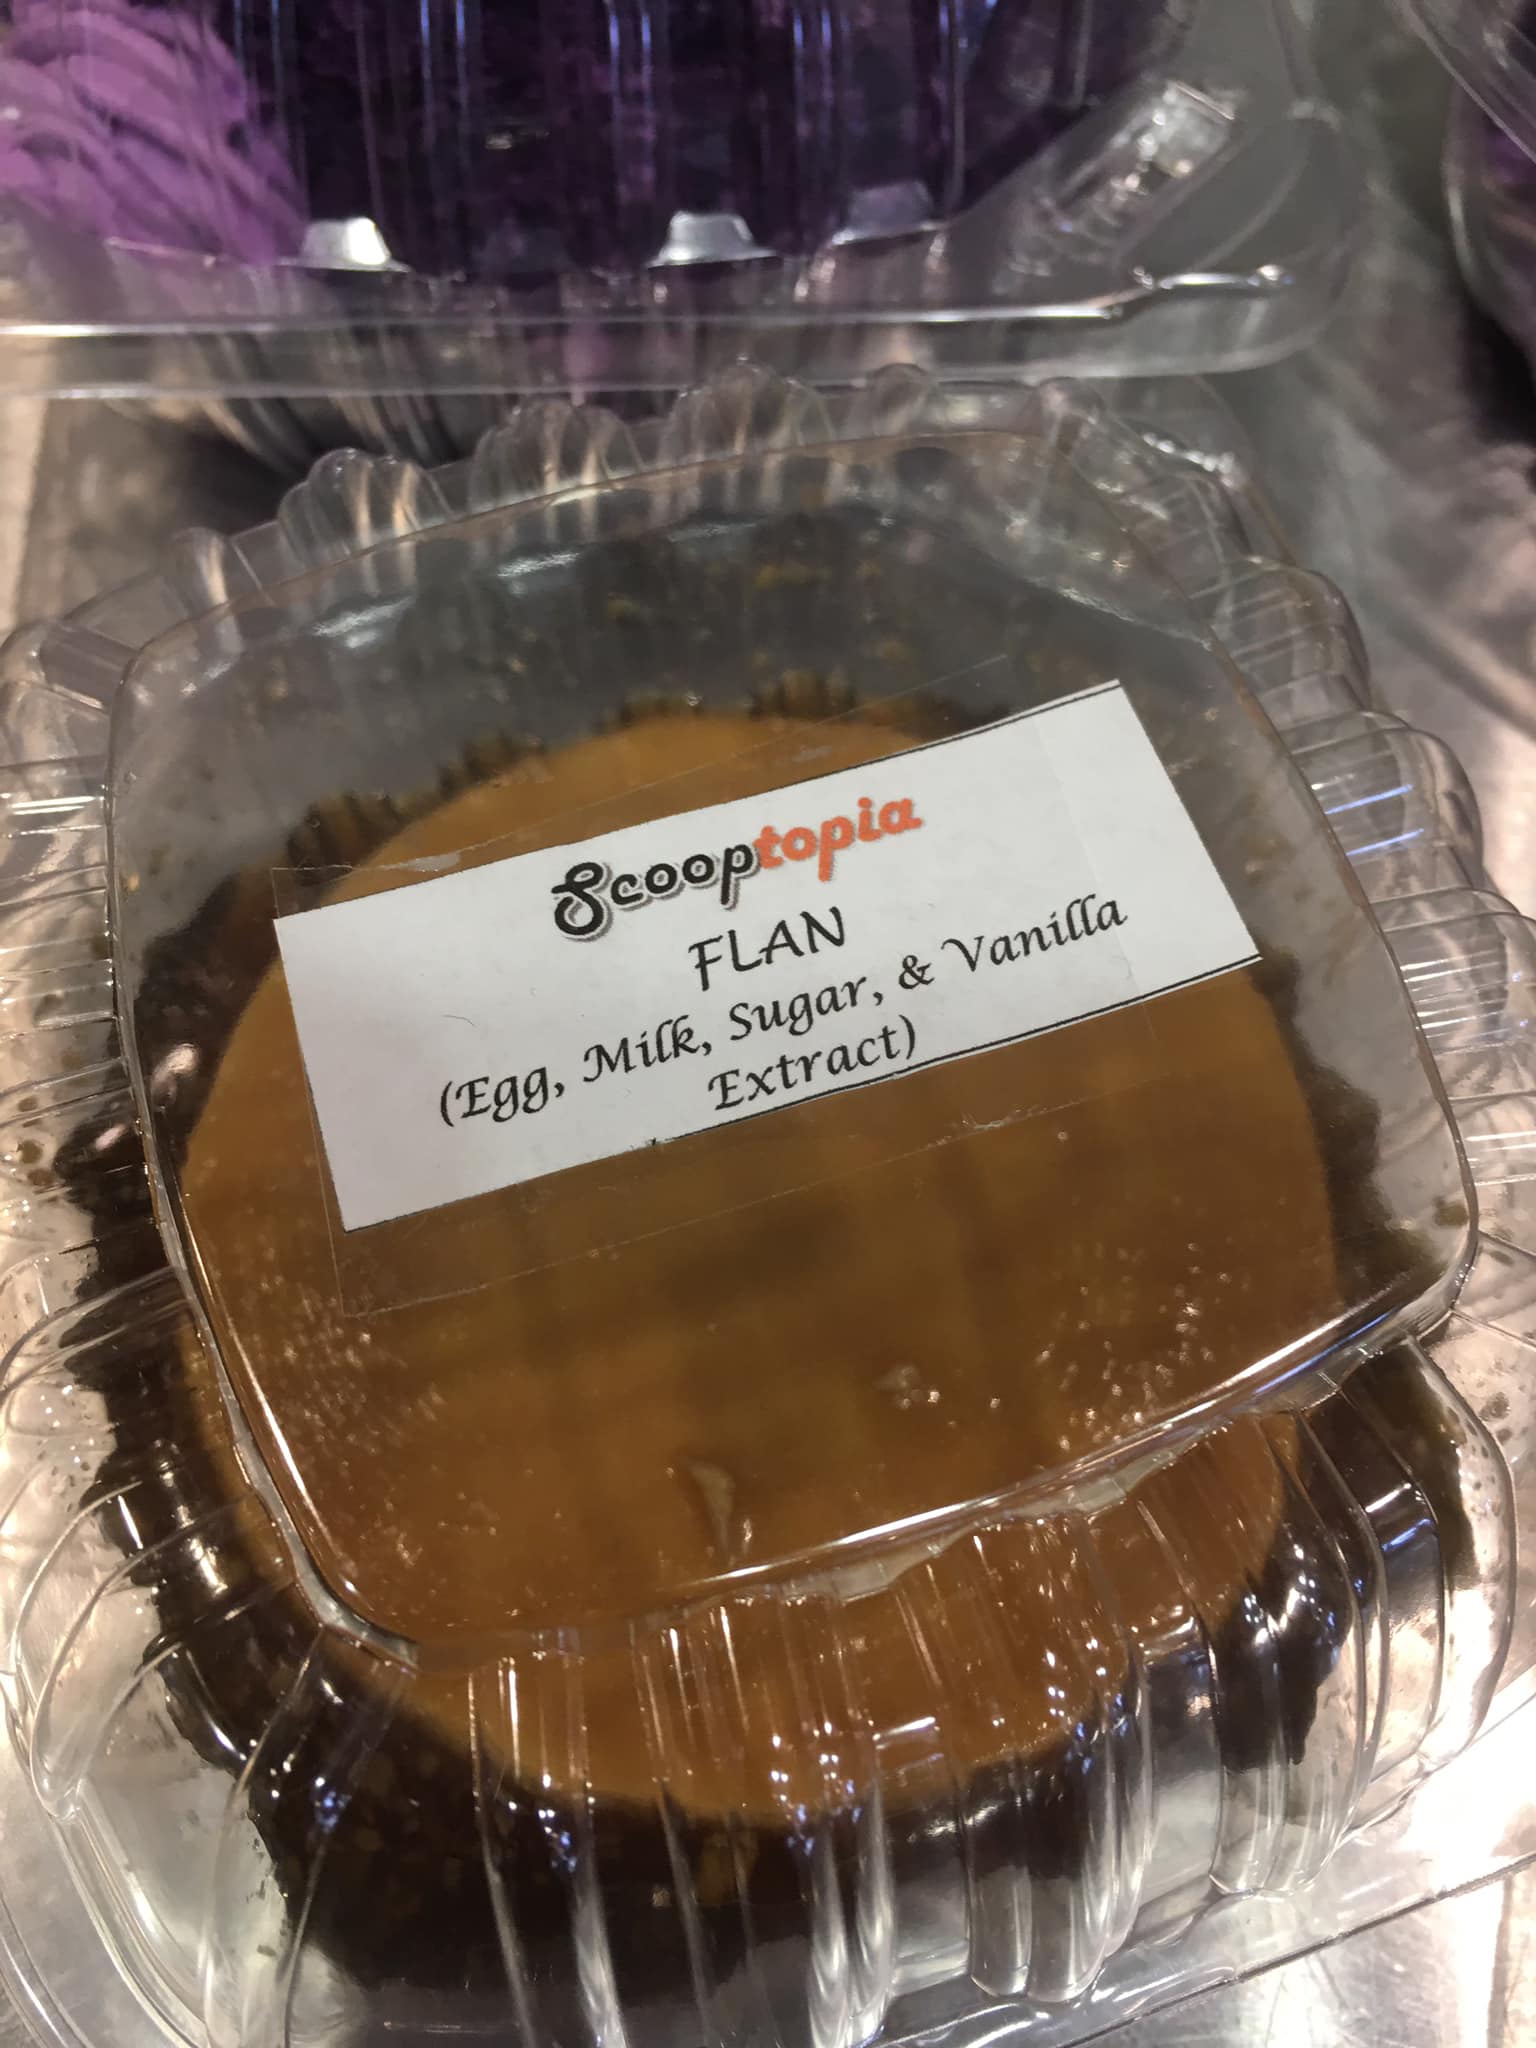 Scooptopia
FLAN
(Egg, Milk, Sugar, & Vanilla
Extract)